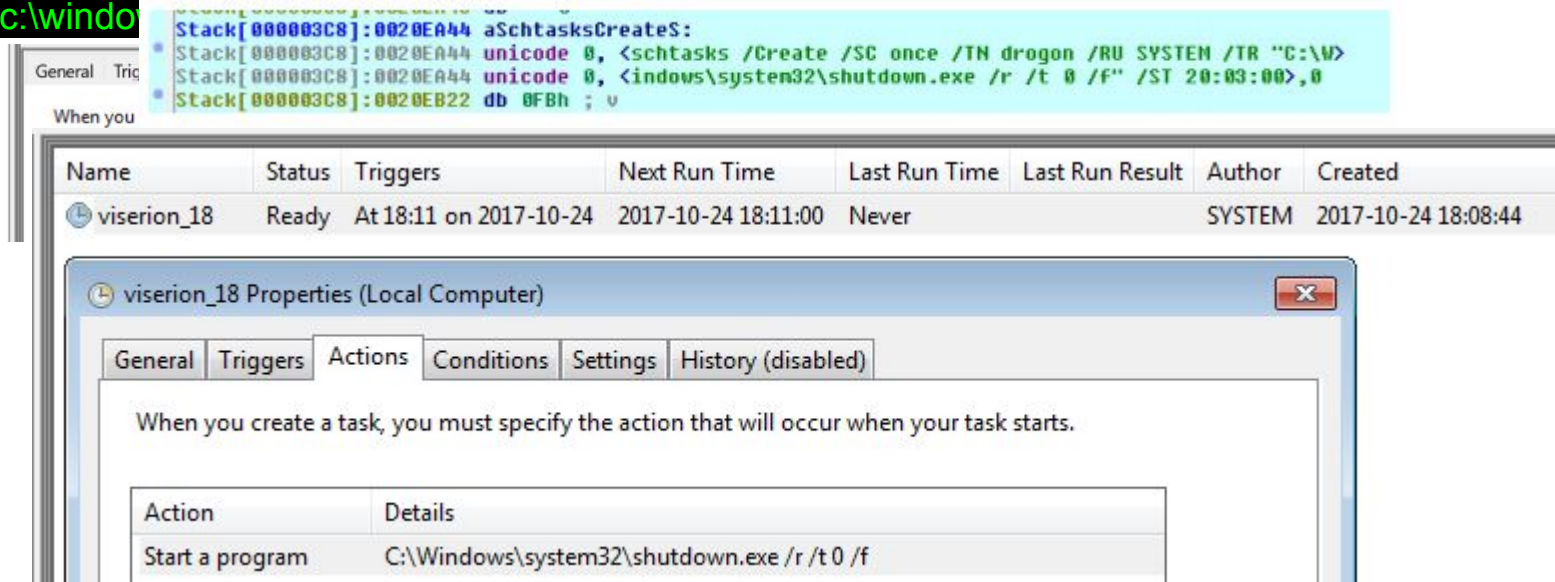 c:\windo
Stack[000003C8]:0020EA44 aSchtasksCreateS:
Stack[000003C8]:0020EA44 unicode 0, <schtasks /Create /SC once /TN drogon /RU SYSTEM /TR "C:\W>
Stack[000003C8]:0020EA44 unicode 0, <indows\system32\shutdown.exe /r /t 0 /f" /ST 20:03:00>,0
Stack[000003C8]:0020EB22 db 0FBh ; v
General Trig
When you
Name Status Triggers Next Run Time Last Run Time Last Run Result Author Created
viserion_18 Ready At 18:11 on 2017-10-24 2017-10-24 18:11:00 Never SYSTEM 2017-10-24 18:08:44
viserion_18 Properties (Local Computer)
General Triggers Actions Conditions Settings History (disabled)
When you create a task, you must specify the action that will occur when your task starts.
Action Details
Start a program C:\Windows\system32\shutdown.exe /r /t 0 /f